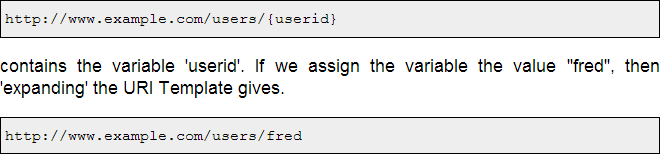 http://www.example.com/users/{userid}
contains the variable 'userid'. If we assign the variable the value "fred", then
'expanding' the URI Template gives.
http://www.example.com/users/fred